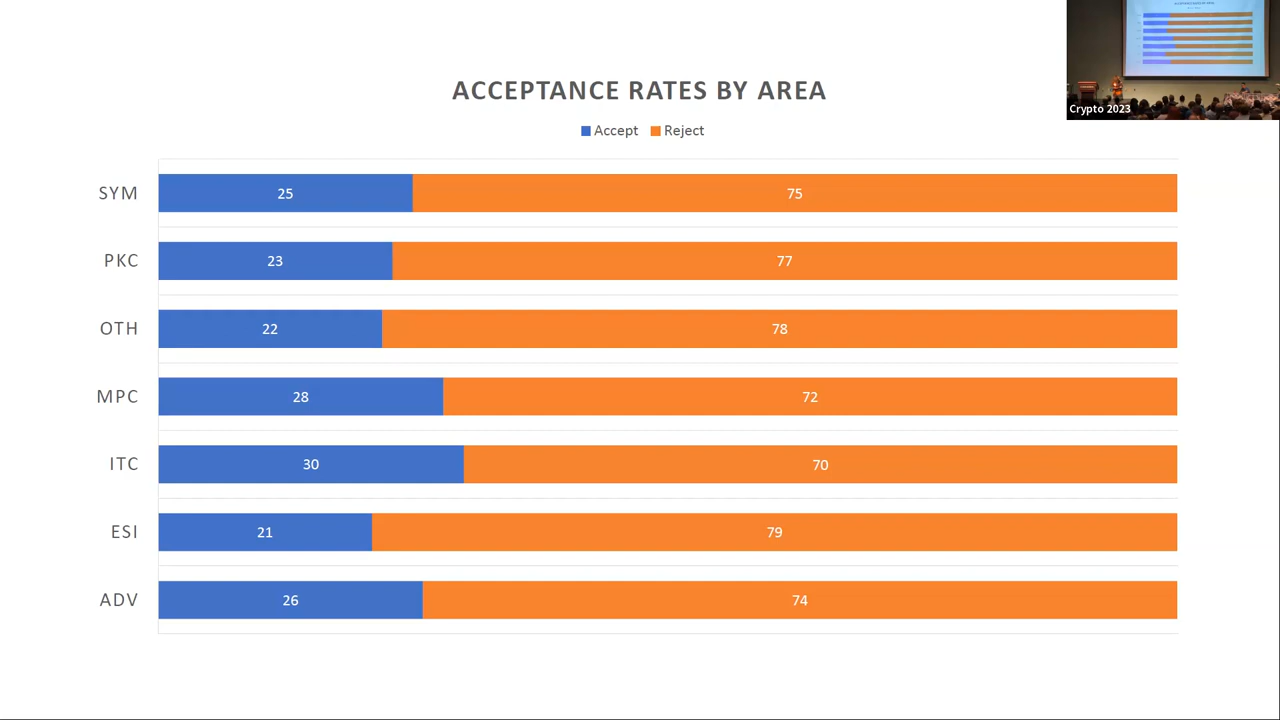 Crypto 2023
ACCEPTANCE RATES BY AREA
Accept Reject
SYM 25 75
PKC 23 77
OTH 22 78
MPC 28 72
ITC 30 70
ESI 21 79
ADV 26 74